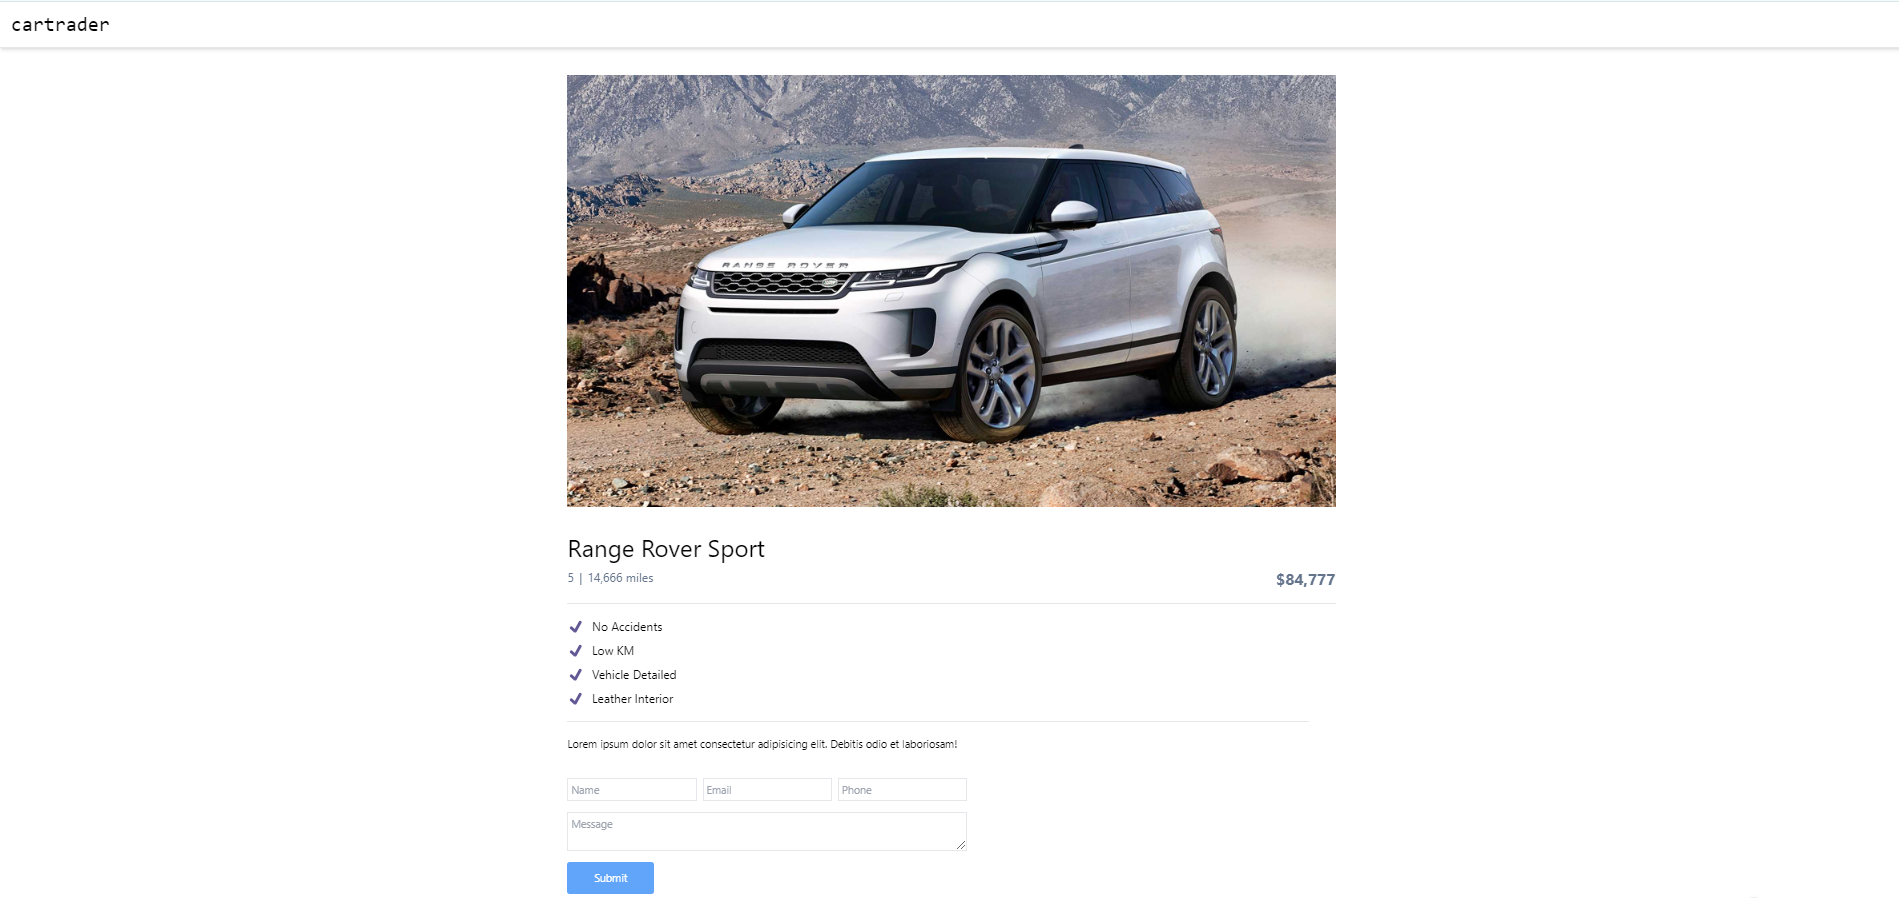 cartrader
RANGE ROVER
Range Rover Sport
5 | 14,666 miles
$84,777
No Accidents
Low KM
Vehicle Detailed
Leather Interior
Lorem ipsum dolor sit amet consectetur adipisicing elit. Debitis odio et laboriosam!
Name Email Phone
Message
Submit